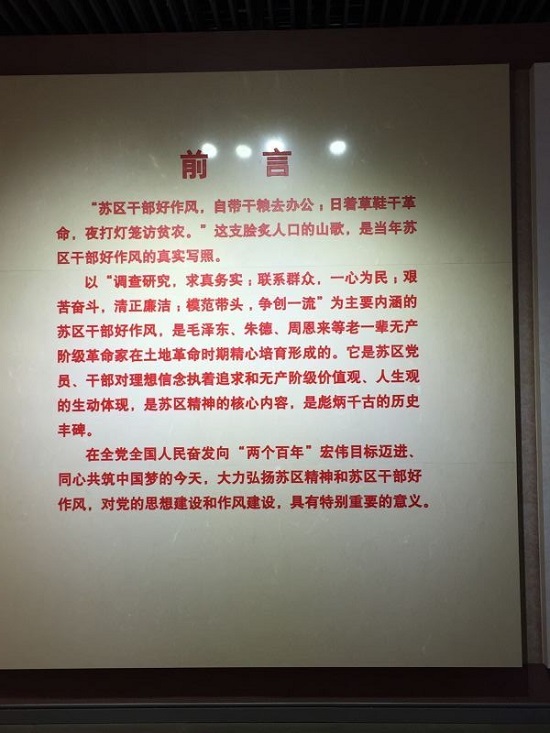 前 言
“苏区干部好作风，自带干粮去办公；日着草鞋干革
命，夜打灯笼访贫农。”这支脍炙人口的山歌，是当年苏
区干部好作风的真实写照。
以“调查研究，求真务实；联系群众，一心为民；艰
苦奋斗，清正廉洁；模范带头，争创一流”为主要内涵的
苏区干部好作风，是毛泽东、朱德、周恩来等老一辈无产
阶级革命家在土地革命时期精心培育形成的。它是苏区党
员、干部对理想信念执着追求和无产阶级价值观、人生观
的生动体现，是苏区精神的核心内容，是彪炳千古的历史
丰碑。
在全党全国人民奋发向“两个百年”宏伟目标迈进、
同心共筑中国梦的今天，大力弘扬苏区精神和苏区干部好
作风，对党的思想建设和作风建设，具有特别重要的意义。